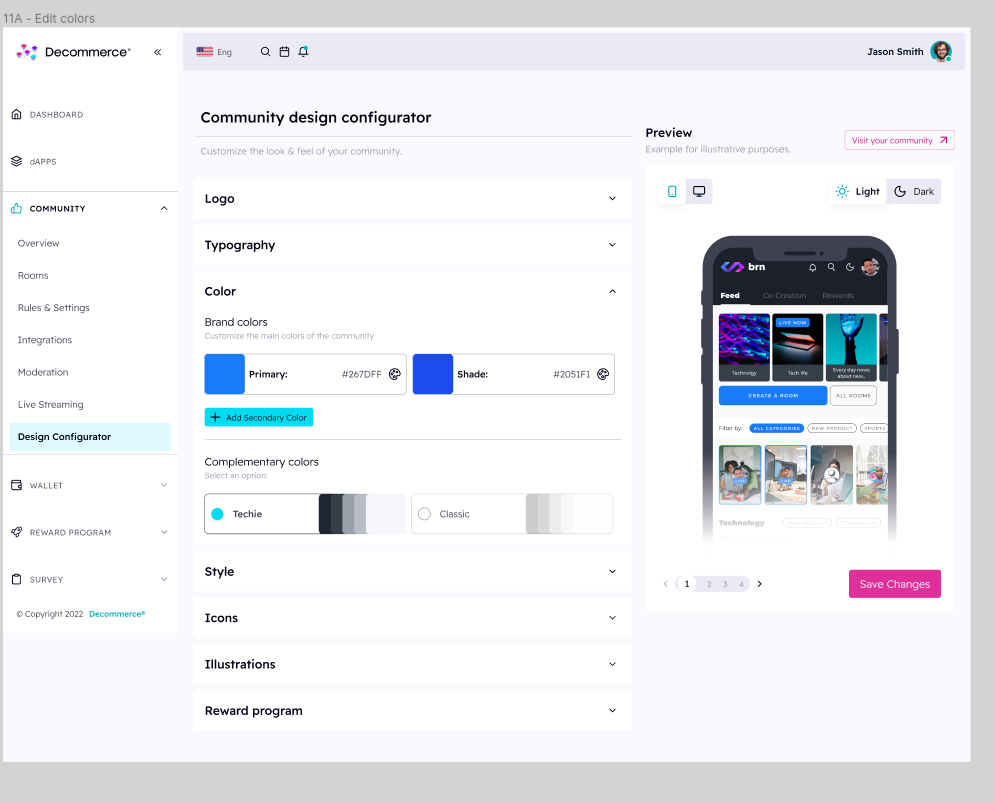 11A - Edit colors
Decommerce®
«
Eng
Jason Smith
DASHBOARD
dAPPS
COMMUNITY
Overview
Rooms
Rules & Settings
Integrations
Moderation
Live Streaming
Design Configurator
WALLET
REWARD PROGRAM
SURVEY
© Copyright 2022 Decommerce®
Community design configurator
Customize the look & feel of your community.
Logo
Typography
Color
Brand colors
Customize the main colors of the community
Primary: #267DFF
Shade: #2051F1
+ Add Secondary Color
Complementary colors
Select an option:
Techie
Classic
Style
Icons
Illustrations
Reward program
Preview
Example for illustrative purposes.
Visit your community
Light
Dark
brn
Feed Co-Creation Rewards
LIVE NOW
Technolgy
Tech life
Every day news
about new...
CREATE A ROOM
ALL ROOMS
Filter by: ALL CATEGORIES NEW PRODUCT SPORTS
LIVE LIVE LIVE
Technology NEW PRODUCT TECHNOLOGY
1 2 3 4
Save Changes